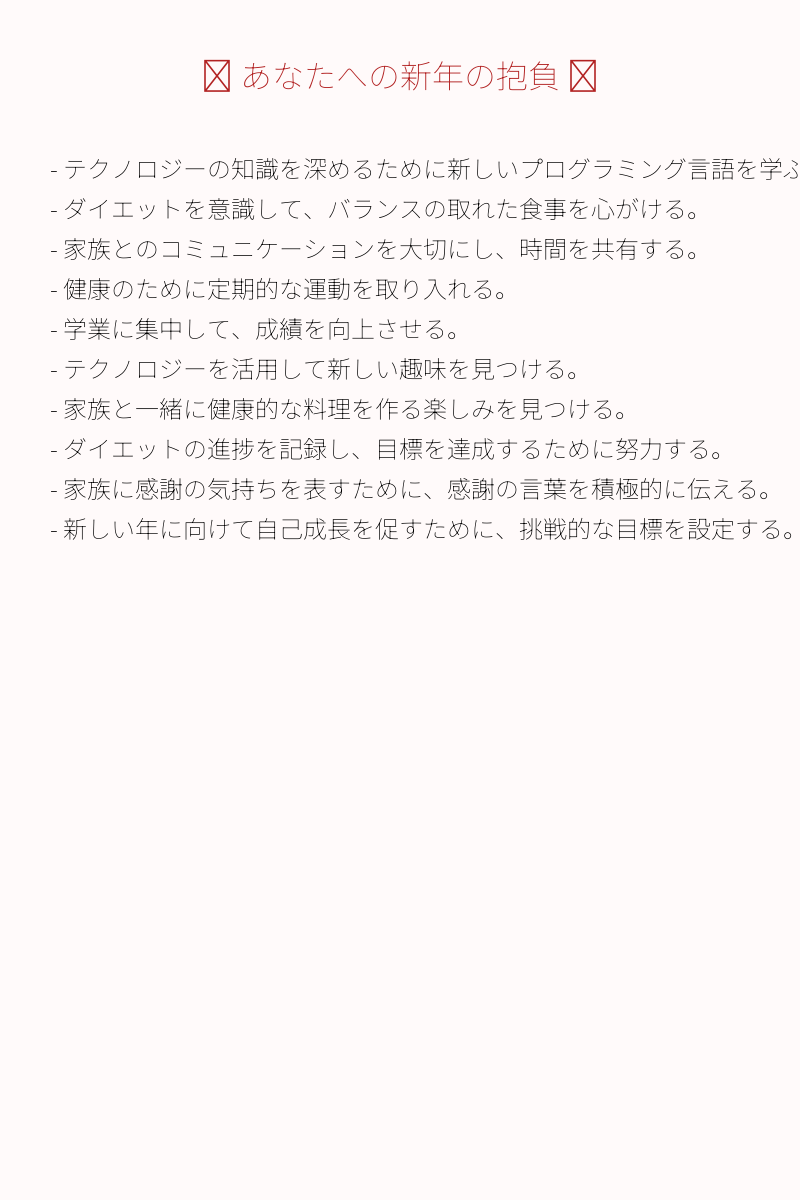 あなたへの新年の抱負
- テクノロジーの知識を深めるために新しいプログラミング言語を学ぶ
- ダイエットを意識して、バランスの取れた食事を心がける。
- 家族とのコミュニケーションを大切にし、時間を共有する。
- 健康のために定期的な運動を取り入れる。
- 学業に集中して、成績を向上させる。
- テクノロジーを活用して新しい趣味を見つける。
- 家族と一緒に健康的な料理を作る楽しみを見つける。
- ダイエットの進捗を記録し、目標を達成するために努力する。
- 家族に感謝の気持ちを表すために、感謝の言葉を積極的に伝える。
- 新しい年に向けて自己成長を促すために、挑戦的な目標を設定する。